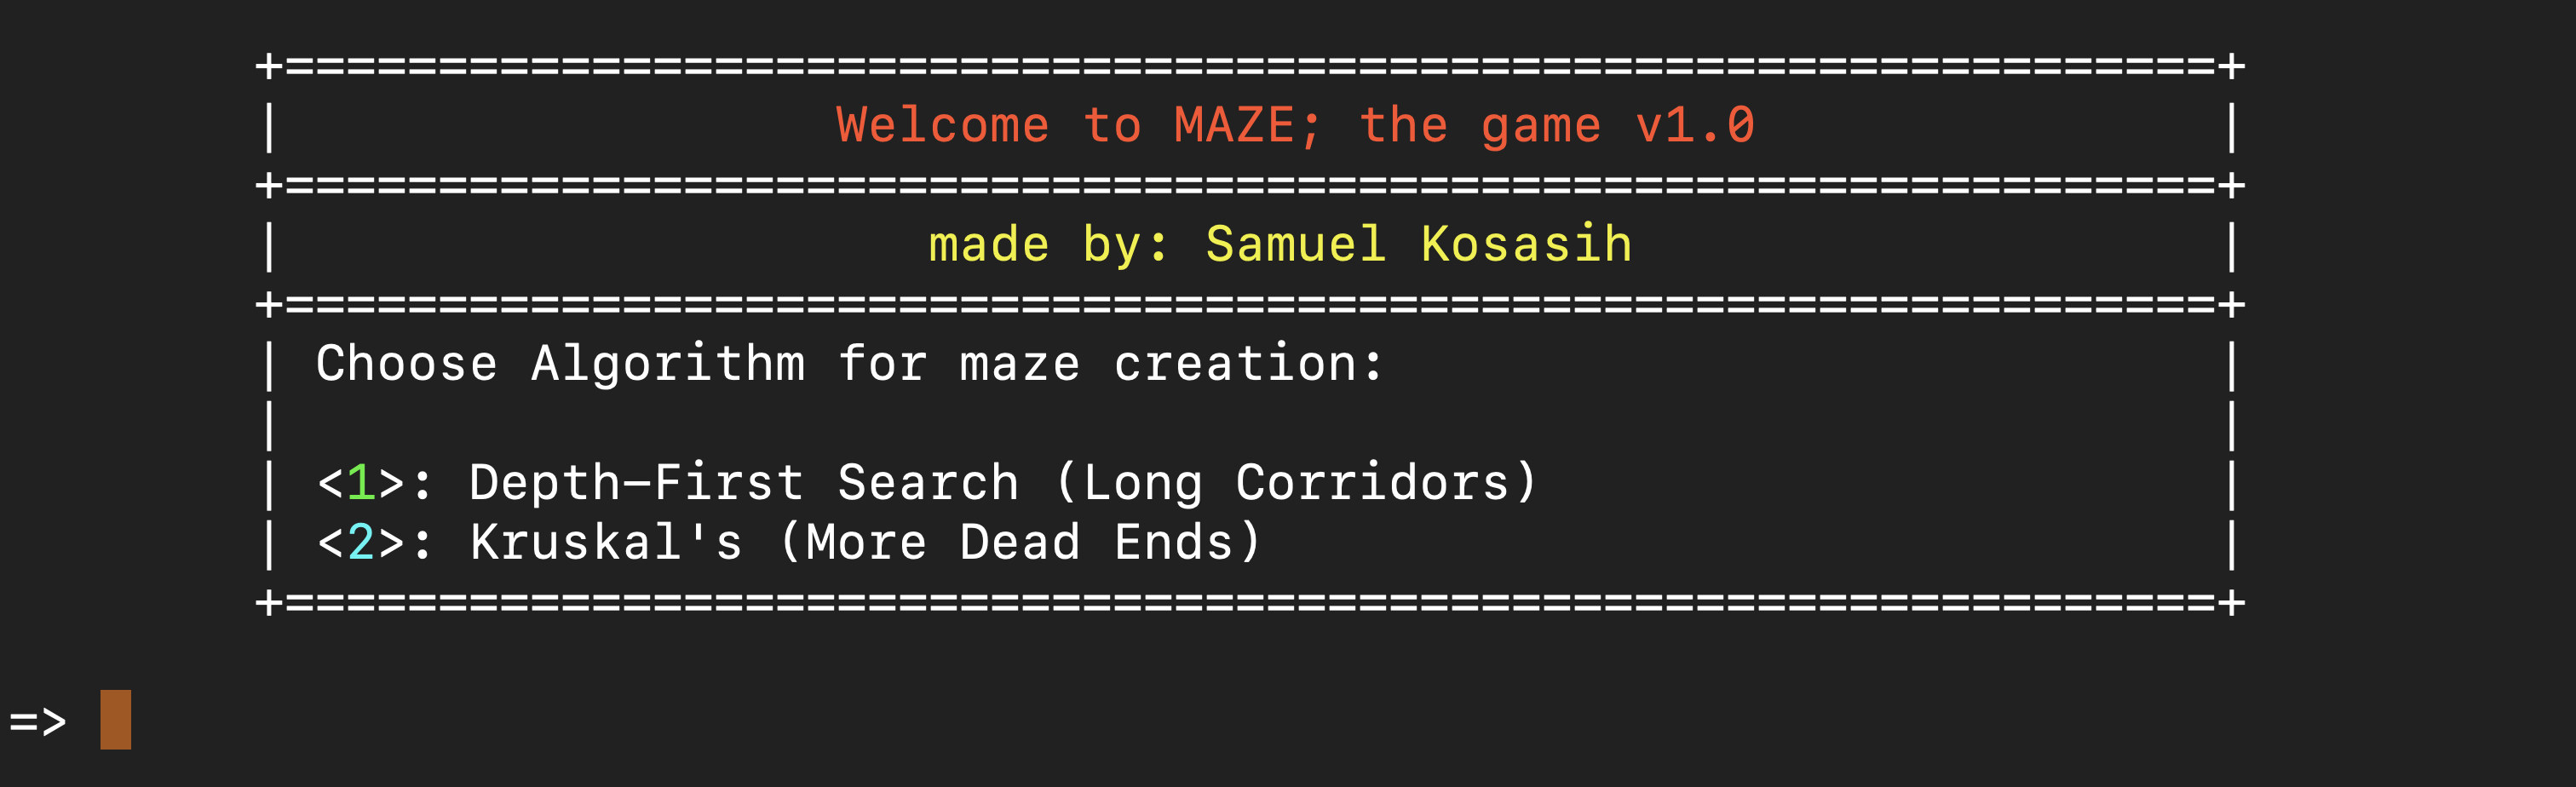 +===============================================================+
| Welcome to MAZE; the game v1.0 |
+===============================================================+
| made by: Samuel Kosasih |
+===============================================================+
| Choose Algorithm for maze creation: |
| |
| <1>: Depth-First Search (Long Corridors) |
| <2>: Kruskal's (More Dead Ends) |
+===============================================================+
=>